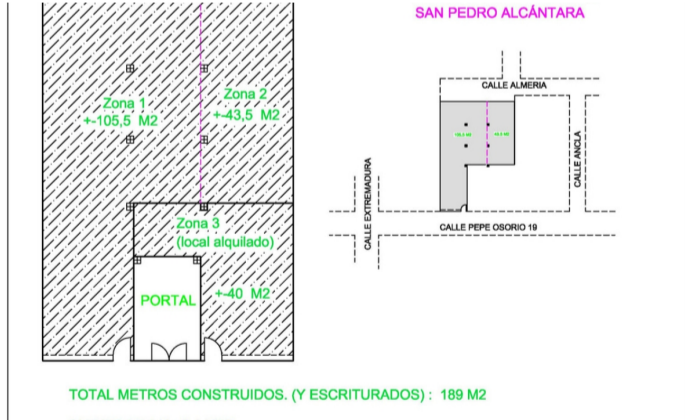 SAN PEDRO ALCÁNTARA
Zona 1
+-105,5 M2
Zona 2
+-43,5 M2
Zona 3
(local alquilado)
+-40 M2
PORTAL
CALLE ALMERIA
CALLE ANCLA
CALLE EXTREMADURA
CALLE PEPE OSORIO 19
TOTAL METROS CONSTRUIDOS. (Y ESCRITURADOS) : 189 M2